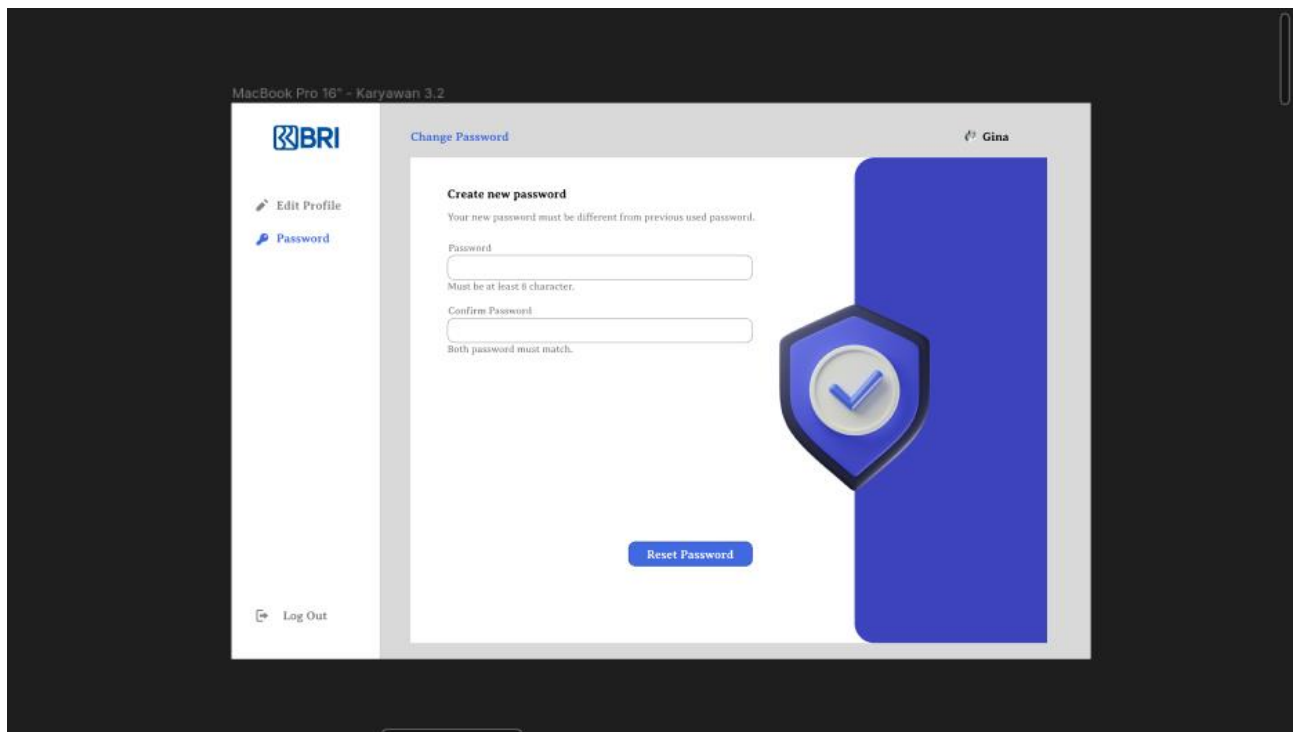 MacBook Pro 16" - Karyawan 3.2
BRI
Change Password
Gina
Edit Profile
Password
Create new password
Your new password must be different from previous used password.
Password
Must be at least 8 character.
Confirm Password
Both password must match.
Reset Password
Log Out